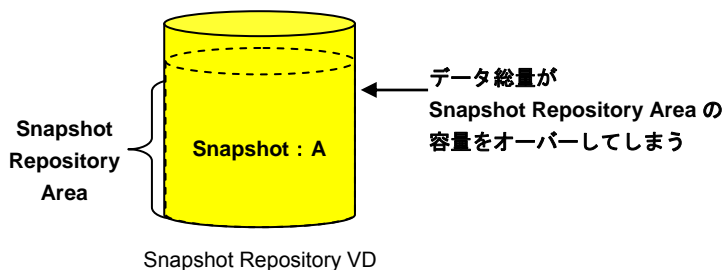 Snapshot
Repository
Area
Snapshot：A
データ総量が
Snapshot Repository Area の
容量をオーバーしてしまう
Snapshot Repository VD